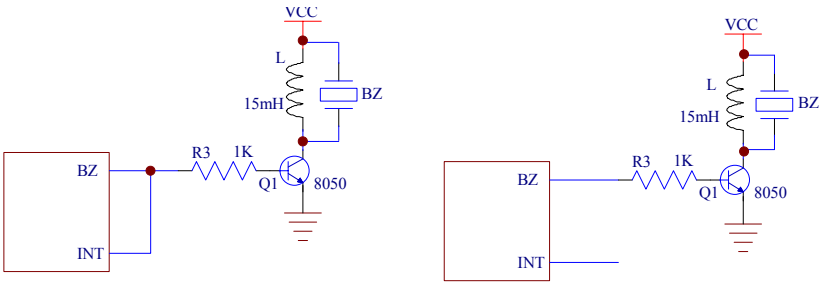 VCC
L
15mH
BZ
BZ
R3 1K
Q1
8050
INT
VCC
L
15mH
BZ
BZ
R3 1K
Q1
8050
INT